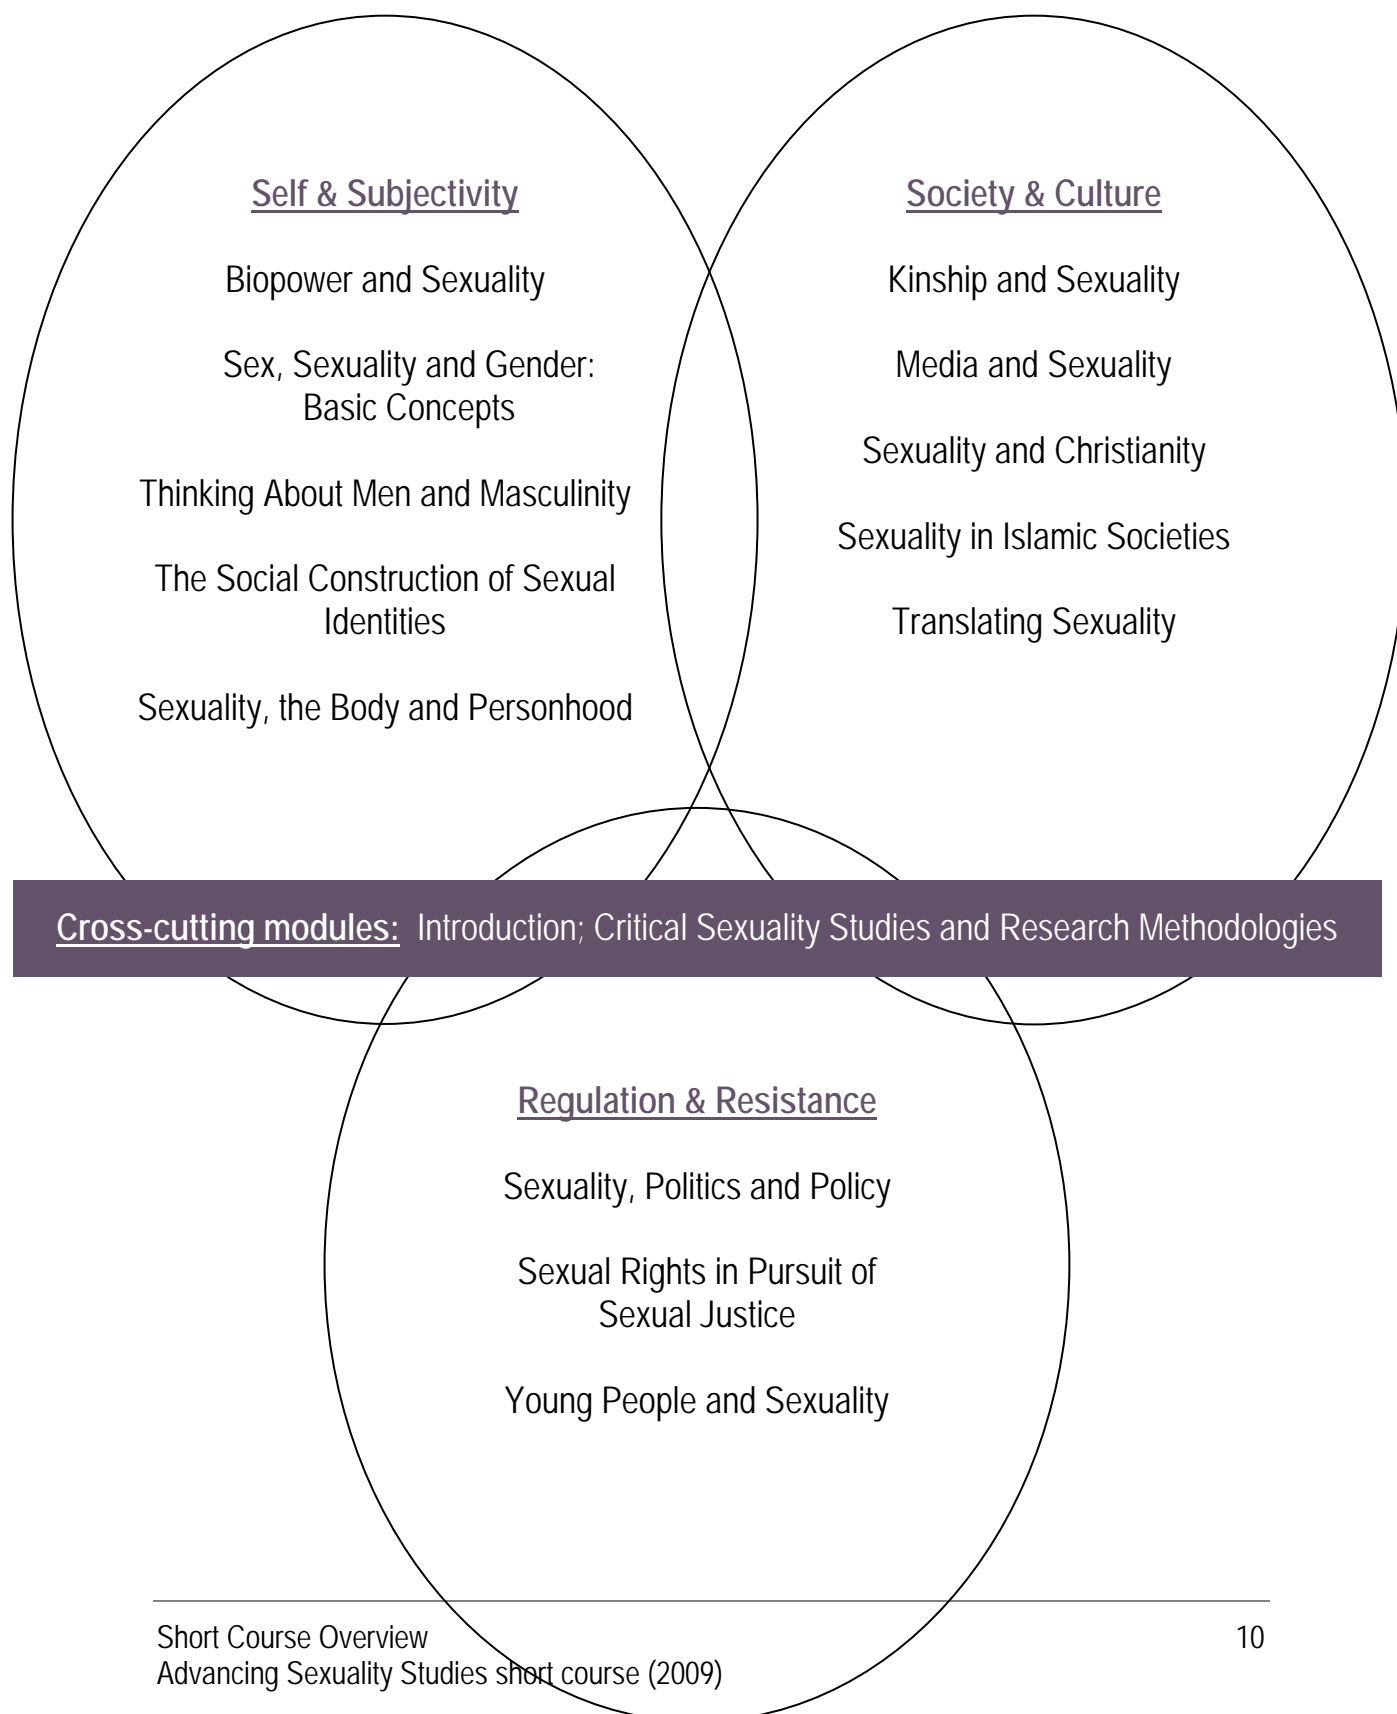 Self & Subjectivity
Biopower and Sexuality
Sex, Sexuality and Gender:
Basic Concepts
Thinking About Men and Masculinity
The Social Construction of Sexual
Identities
Sexuality, the Body and Personhood
Society & Culture
Kinship and Sexuality
Media and Sexuality
Sexuality and Christianity
Sexuality in Islamic Societies
Translating Sexuality
Cross-cutting modules: Introduction; Critical Sexuality Studies and Research Methodologies
Regulation & Resistance
Sexuality, Politics and Policy
Sexual Rights in Pursuit of
Sexual Justice
Young People and Sexuality
Short Course Overview 10
Advancing Sexuality Studies short course (2009)